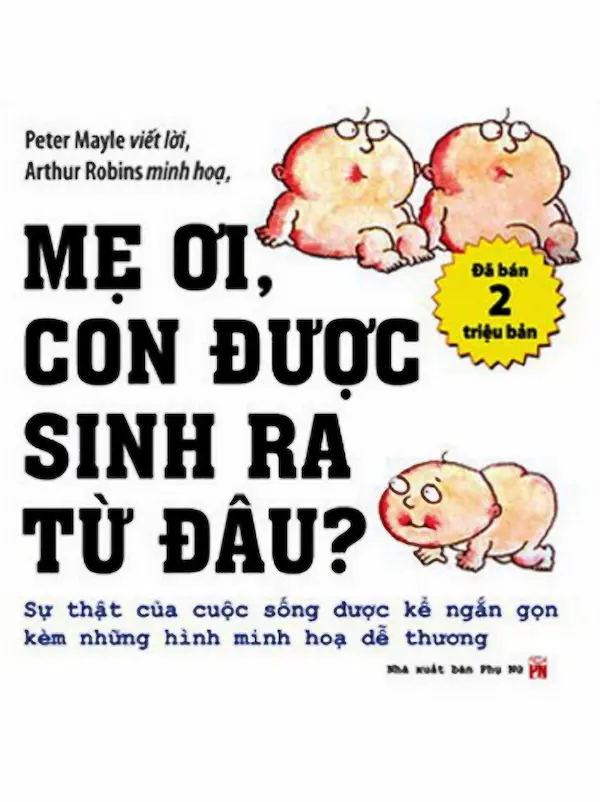 Peter Mayle viết lời,
Arthur Robins minh hoạ,
MẸ ƠI,
CON ĐƯỢC
SINH RA
TỪ ĐÂU?
Đã bán
2
triệu bản
Sự thật của cuộc sống được kể ngắn gọn
kèm những hình minh hoạ dễ thương
Nhà xuất bản Phụ Nữ
PN